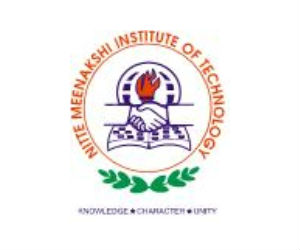 NITTE MEENAKSHI INSTITUTE OF TECHNOLOGY
KNOWLEDGE ★ CHARACTER ★ UNITY